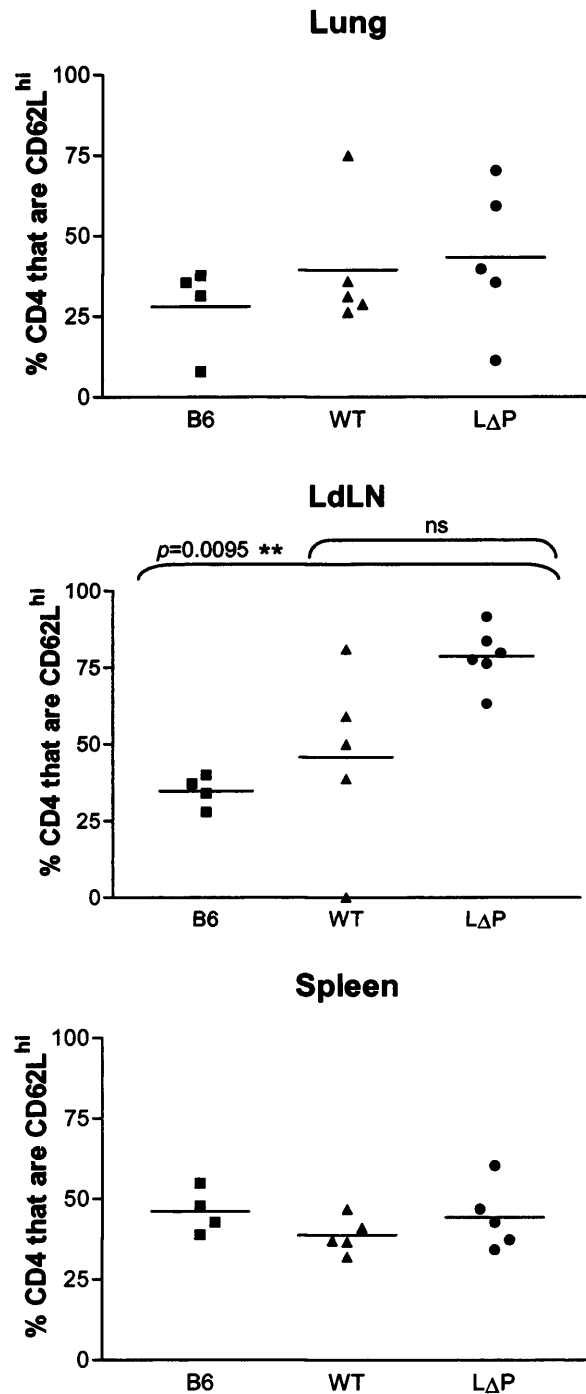 Lung
% CD4 that are CD62L^hi
100
75
50
25
0
B6 WT LΔP
LdLN
ns
p=0.0095 **
% CD4 that are CD62L^hi
100
75
50
25
0
B6 WT LΔP
Spleen
% CD4 that are CD62L^hi
100
75
50
25
0
B6 WT LΔP